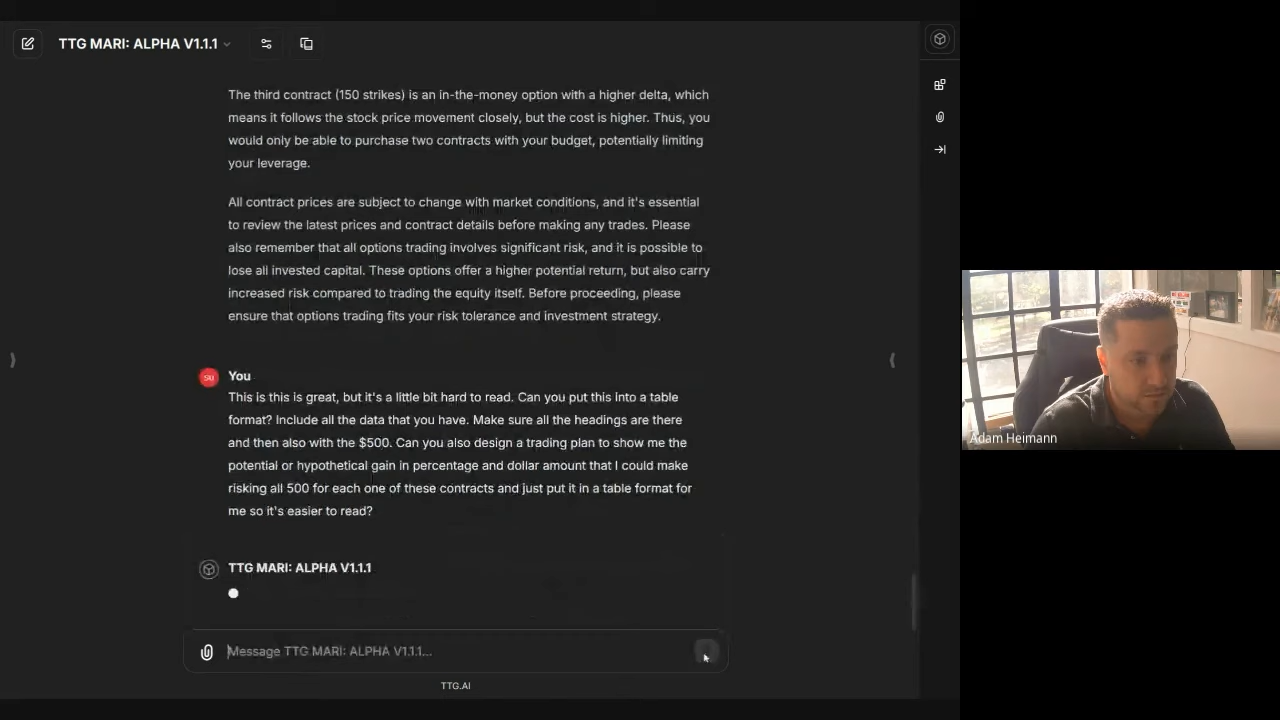 TTG MARI: ALPHA V1.1.1
The third contract (150 strikes) is an in-the-money option with a higher delta, which
means it follows the stock price movement closely, but the cost is higher. Thus, you
would only be able to purchase two contracts with your budget, potentially limiting
your leverage.
All contract prices are subject to change with market conditions, and it's essential
to review the latest prices and contract details before making any trades. Please
also remember that all options trading involves significant risk, and it is possible to
lose all invested capital. These options offer a higher potential return, but also carry
increased risk compared to trading the equity itself. Before proceeding, please
ensure that options trading fits your risk tolerance and investment strategy.
You
This is this is great, but it's a little bit hard to read. Can you put this into a table
format? Include all the data that you have. Make sure all the headings are there
and then also with the $500. Can you also design a trading plan to show me the
potential or hypothetical gain in percentage and dollar amount that I could make
risking all 500 for each one of these contracts and just put it in a table format for
me so it's easier to read?
TTG MARI: ALPHA V1.1.1
Message TTG MARI: ALPHA V1.1.1...
TTG.AI
Adam Heimann